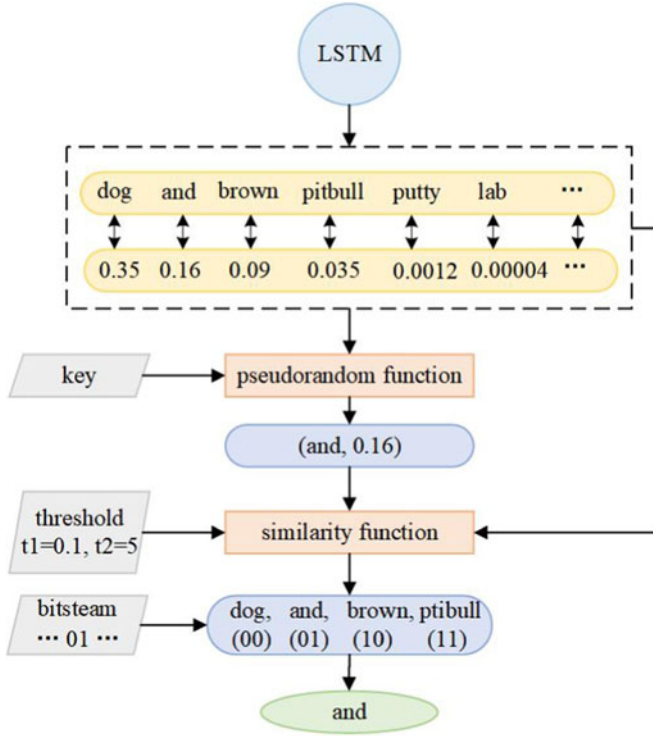 LSTM
dog and brown pitbull putty lab ...
0.35 0.16 0.09 0.035 0.0012 0.00004 ...
key
pseudorandom function
(and, 0.16)
threshold
t1=0.1, t2=5
similarity function
bitsteam
... 01 ...
dog, and, brown, ptibull
(00) (01) (10) (11)
and